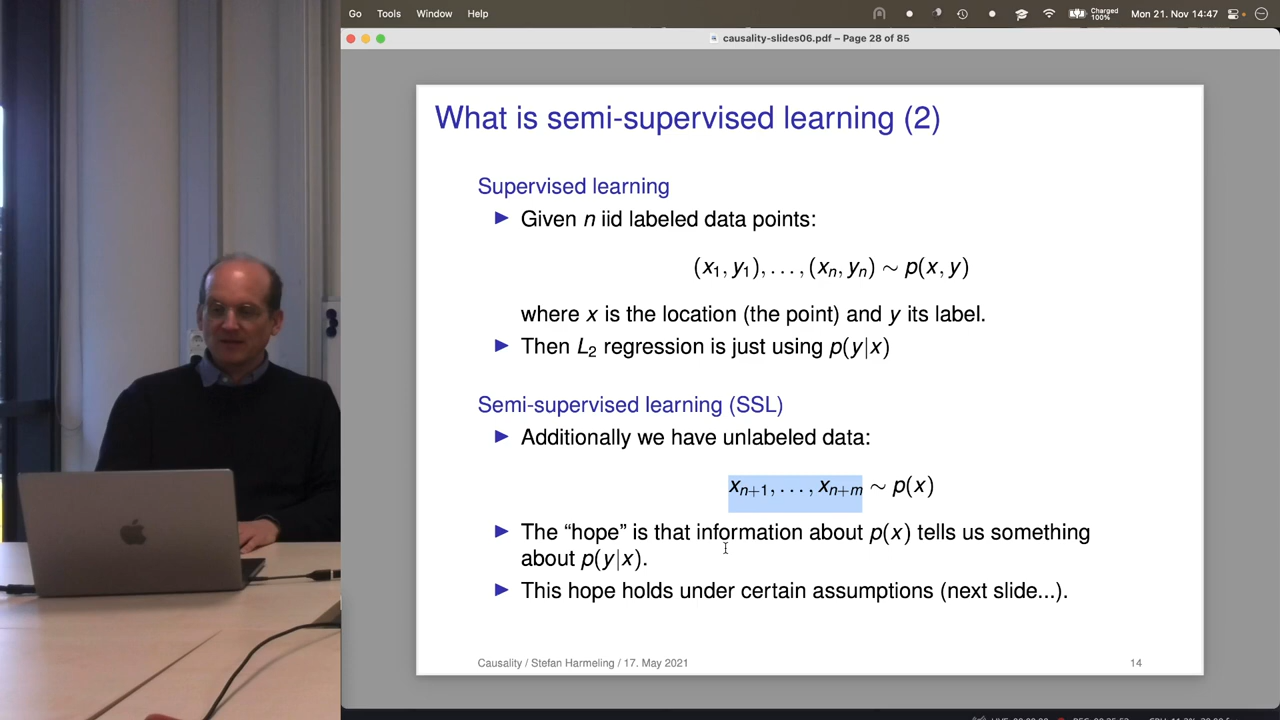 Go Tools Window Help
Charged 100% Mon 21. Nov 14:47
causality-slides06.pdf – Page 28 of 85
What is semi-supervised learning (2)
Supervised learning
► Given n iid labeled data points:
(x₁, y₁), . . . , (xₙ, yₙ) ∼ p(x, y)
where x is the location (the point) and y its label.
► Then L₂ regression is just using p(y|x)
Semi-supervised learning (SSL)
► Additionally we have unlabeled data:
xₙ₊₁, . . . , xₙ₊ₘ ∼ p(x)
► The “hope” is that information about p(x) tells us something
about p(y|x).
► This hope holds under certain assumptions (next slide...).
Causality / Stefan Harmeling / 17. May 2021 14